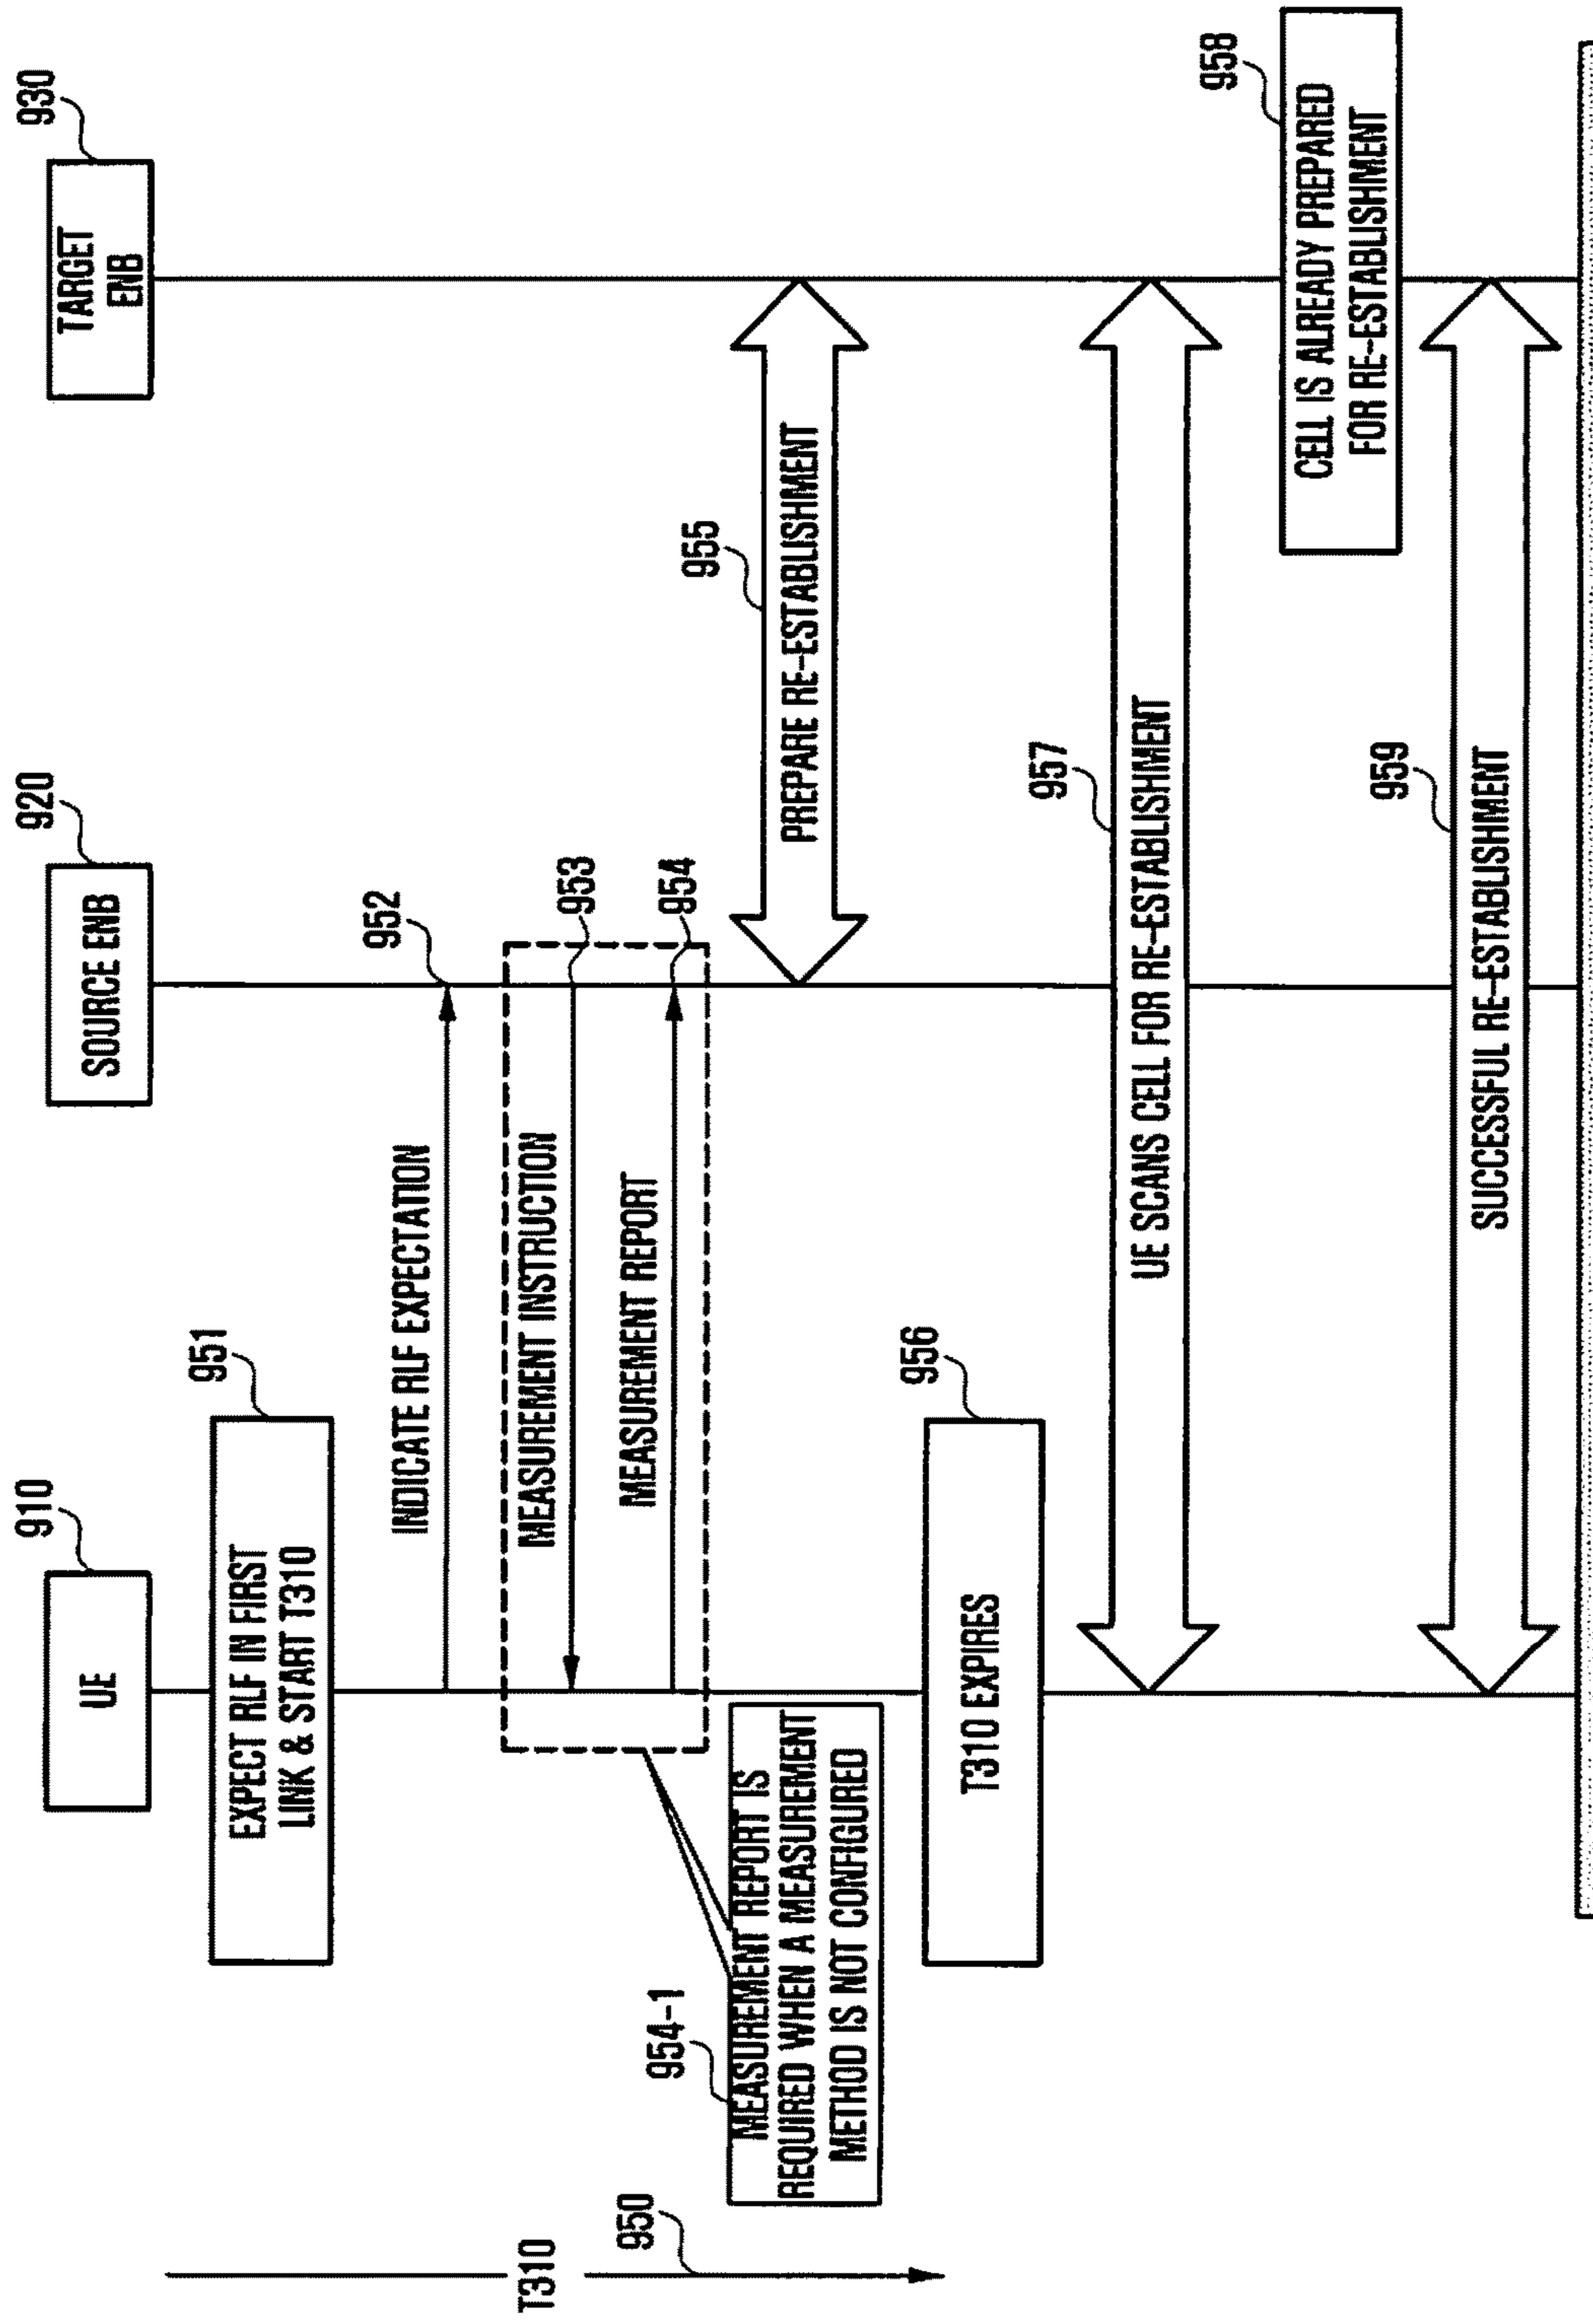 910
UE
920
SOURCE ENB
930
TARGET
ENB
951
EXPECT RLF IN FIRST
LINK & START T310
952
INDICATE RLF EXPECTATION
953
MEASUREMENT INSTRUCTION
954
MEASUREMENT REPORT
954-1
MEASUREMENT REPORT IS
REQUIRED WHEN A MEASUREMENT
METHOD IS NOT CONFIGURED
T310
950
955
PREPARE RE-ESTABLISHMENT
956
T310 EXPIRES
957
UE SCANS CELL FOR RE-ESTABLISHMENT
958
CELL IS ALREADY PREPARED
FOR RE-ESTABLISHMENT
959
SUCCESSFUL RE-ESTABLISHMENT